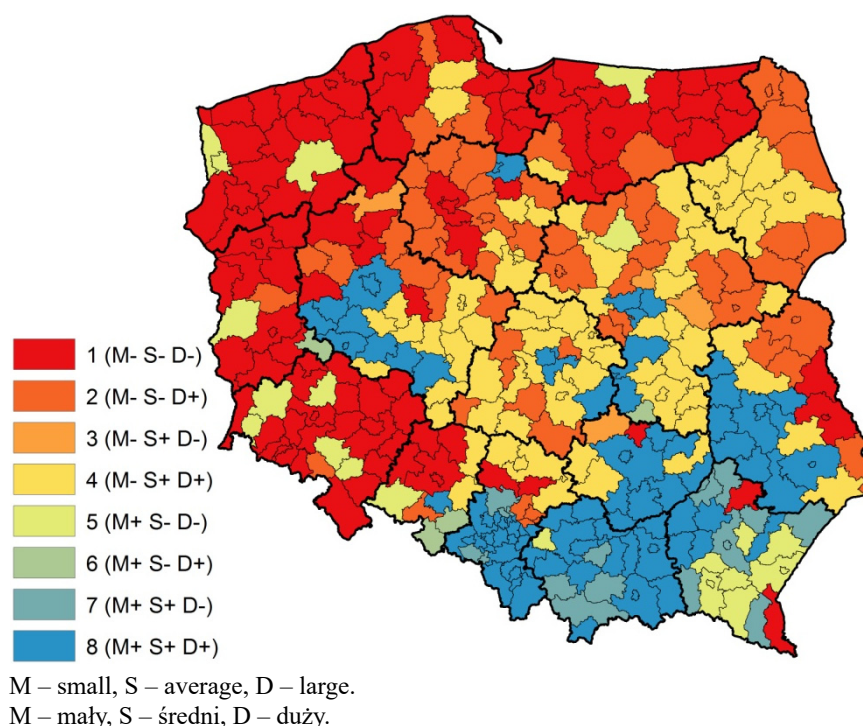 1 (M- S- D-)
2 (M- S- D+)
3 (M- S+ D-)
4 (M- S+ D+)
5 (M+ S- D-)
6 (M+ S- D+)
7 (M+ S+ D-)
8 (M+ S+ D+)
M – small, S – average, D – large.
M – mały, S – średni, D – duży.